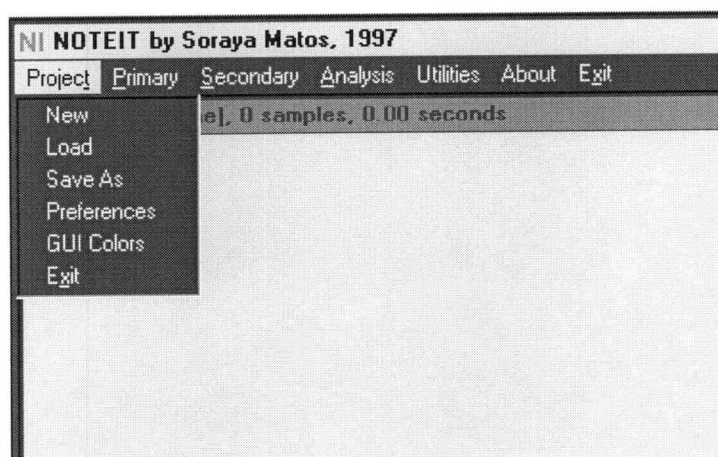 NI NOTEIT by Soraya Matos, 1997
Project Primary Secondary Analysis Utilities About Exit
e], 0 samples, 0.00 seconds
New
Load
Save As
Preferences
GUI Colors
Exit